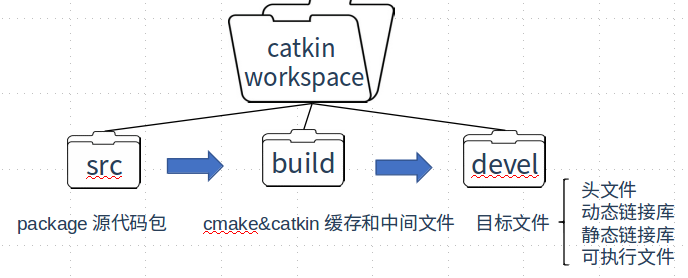 catkin
workspace
src
build
devel
package 源代码包
cmake&catkin 缓存和中间文件
目标文件
头文件
动态链接库
静态链接库
可执行文件